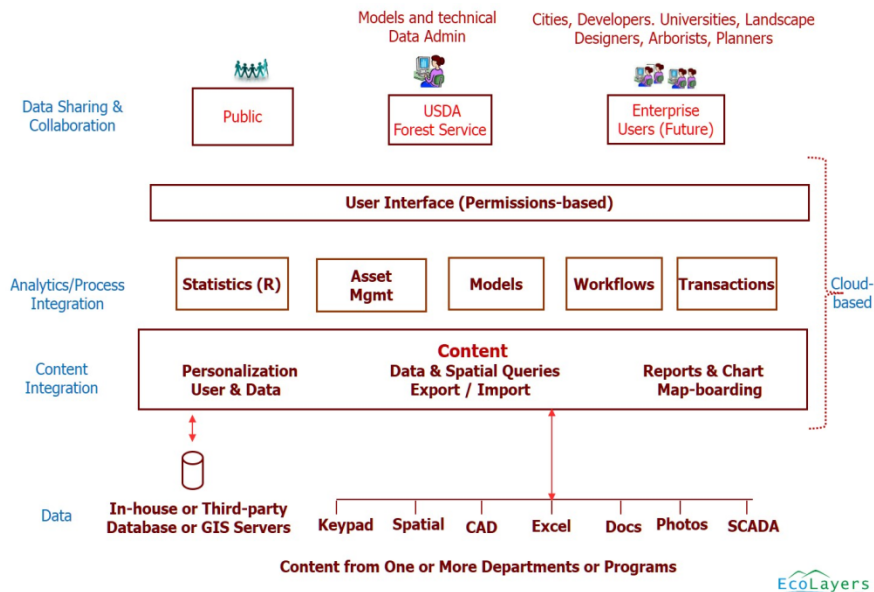 Models and technical
Data Admin
Cities, Developers. Universities, Landscape
Designers, Arborists, Planners
Data Sharing &
Collaboration
Public
USDA
Forest Service
Enterprise
Users (Future)
User Interface (Permissions-based)
Analytics/Process
Integration
Statistics (R)
Asset
Mgmt
Models
Workflows
Transactions
Cloud-
based
Content
Integration
Content
Personalization
User & Data
Data & Spatial Queries
Export / Import
Reports & Chart
Map-boarding
Data
In-house or Third-party
Database or GIS Servers
Keypad
Spatial
CAD
Excel
Docs
Photos
SCADA
Content from One or More Departments or Programs
EcoLayers